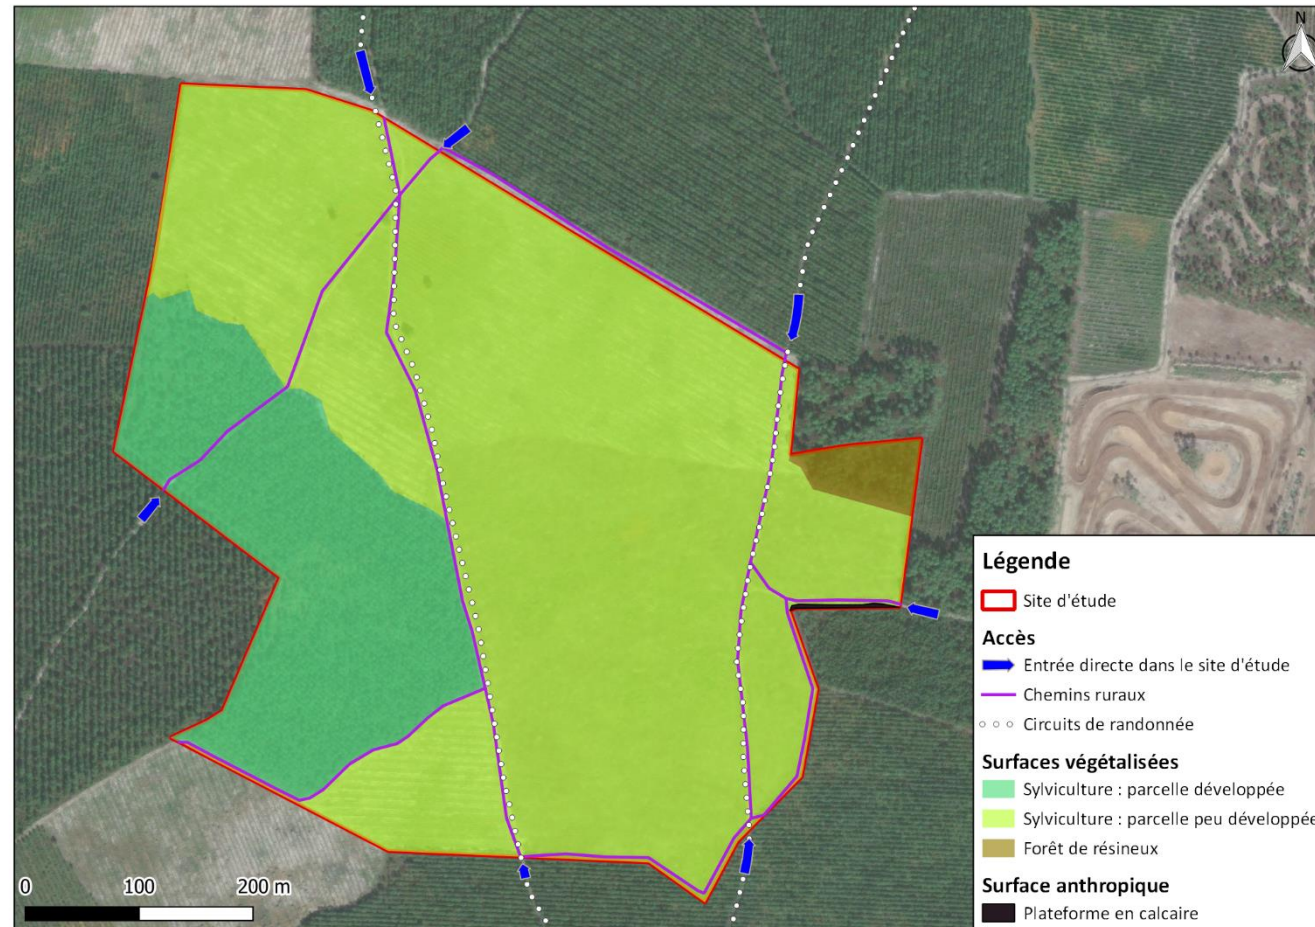 N
Légende
Site d'étude
Accès
Entrée directe dans le site d'étude
Chemins ruraux
Circuits de randonnée
Surfaces végétalisées
Sylviculture : parcelle développée
Sylviculture : parcelle peu développée
Forêt de résineux
Surface anthropique
Plateforme en calcaire
0 100 200 m